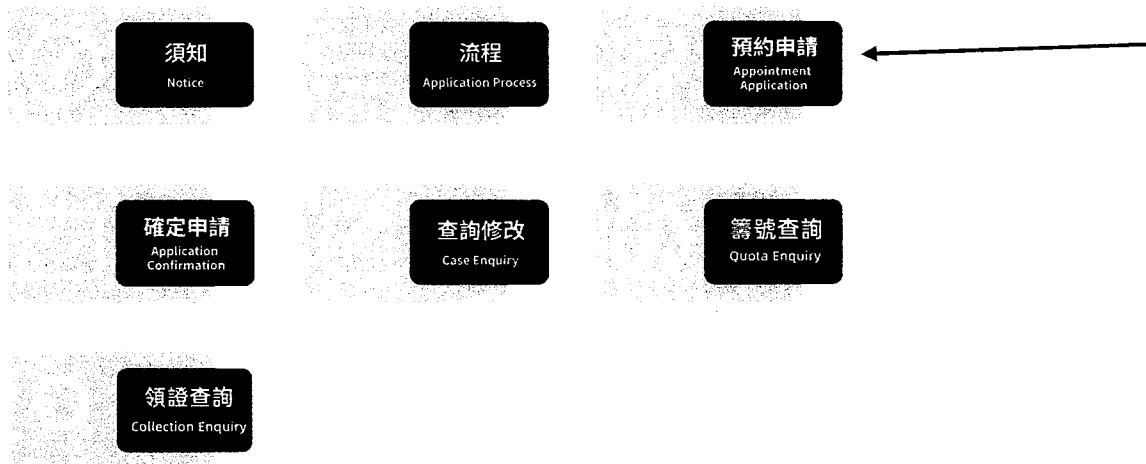 須知
Notice
流程
Application Process
預約申請
Appointment
Application
確定申請
Application
Confirmation
查詢修改
Case Enquiry
籌號查詢
Quota Enquiry
領證查詢
Collection Enquiry